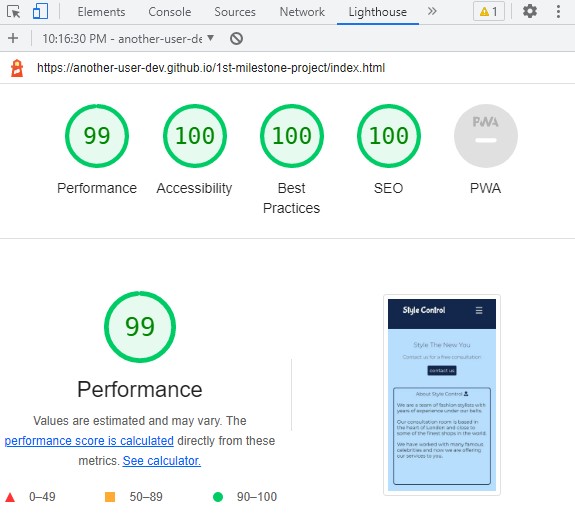 Elements Console Sources Network Lighthouse » 1
+ 10:16:30 PM - another-user-de
https://another-user-dev.github.io/1st-milestone-project/index.html
99 100 100 100 PWA
Performance Accessibility Best Practices SEO PWA
99
Performance
Values are estimated and may vary. The
performance score is calculated directly from these
metrics. See calculator.
0–49 50–89 90–100
Style Control
Style The New You
Contact us for a free consultation
contact us
About Style Control
We are a team of fashion stylists with
years of experience under our belts.
Our consultation room is based in
the heart of London and close to
some of the finest shops in the world.
We have worked with many famous
celebrities and now we are offering
our services to you.